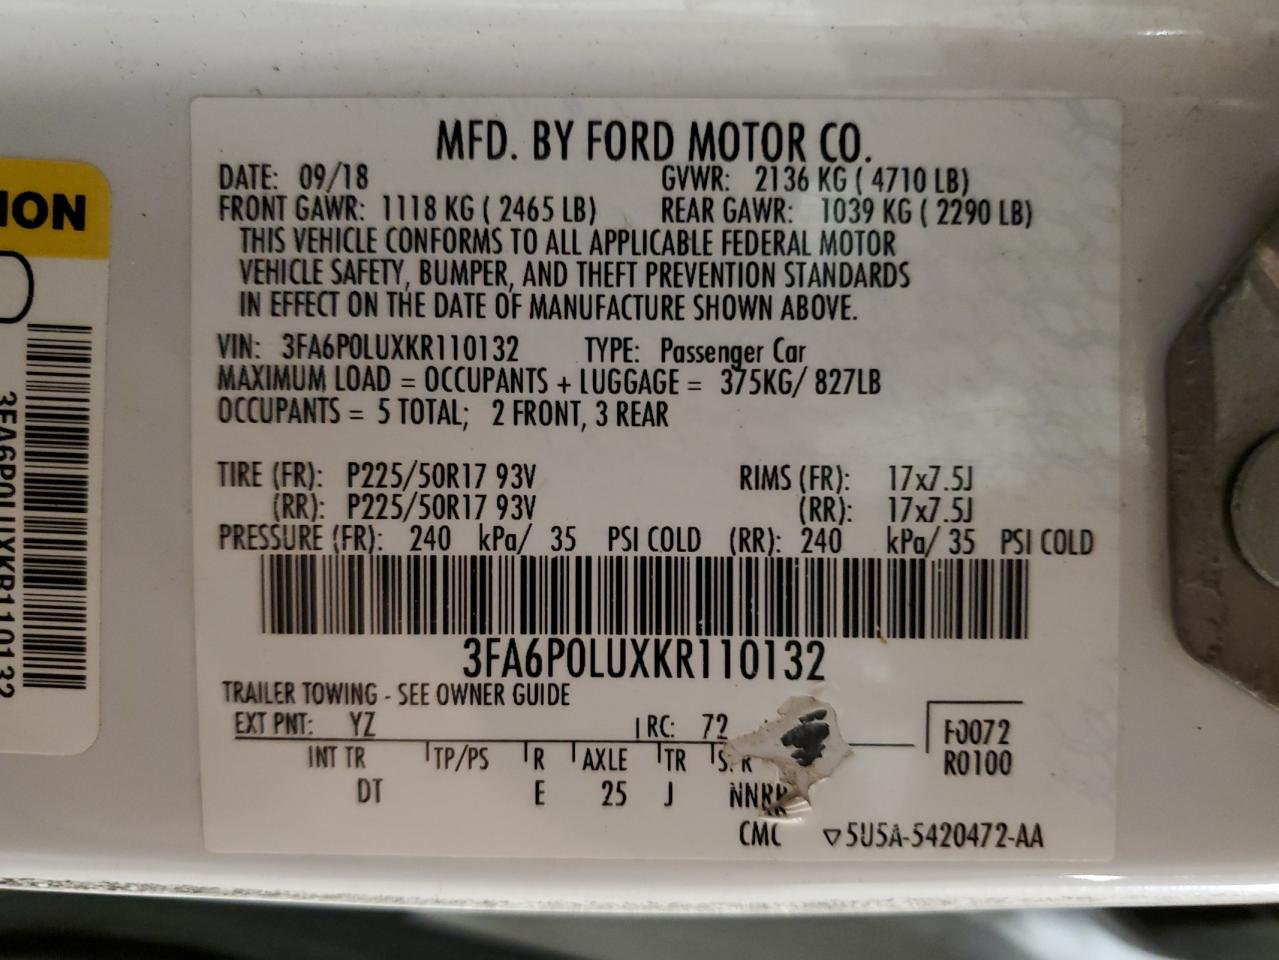 MFD. BY FORD MOTOR CO.
DATE: 09/18 GVWR: 2136 KG ( 4710 LB)
FRONT GAWR: 1118 KG ( 2465 LB) REAR GAWR: 1039 KG ( 2290 LB)
THIS VEHICLE CONFORMS TO ALL APPLICABLE FEDERAL MOTOR
VEHICLE SAFETY, BUMPER, AND THEFT PREVENTION STANDARDS
IN EFFECT ON THE DATE OF MANUFACTURE SHOWN ABOVE.
VIN: 3FA6P0LUXKR110132 TYPE: Passenger Car
MAXIMUM LOAD = OCCUPANTS + LUGGAGE = 375KG/ 827LB
OCCUPANTS = 5 TOTAL; 2 FRONT, 3 REAR
TIRE (FR): P225/50R17 93V RIMS (FR): 17x7.5J
(RR): P225/50R17 93V (RR): 17x7.5J
PRESSURE (FR): 240 kPa/ 35 PSI COLD (RR): 240 kPa/ 35 PSI COLD
3FA6P0LUXKR110132
TRAILER TOWING - SEE OWNER GUIDE
EXT PNT: YZ RC: 72 F0072
INT TR TP/PS R AXLE TR R0100
DT E 25 J
CMC ▽5U5A-5420472-AA
ION
3FA6P0LUXKR110132